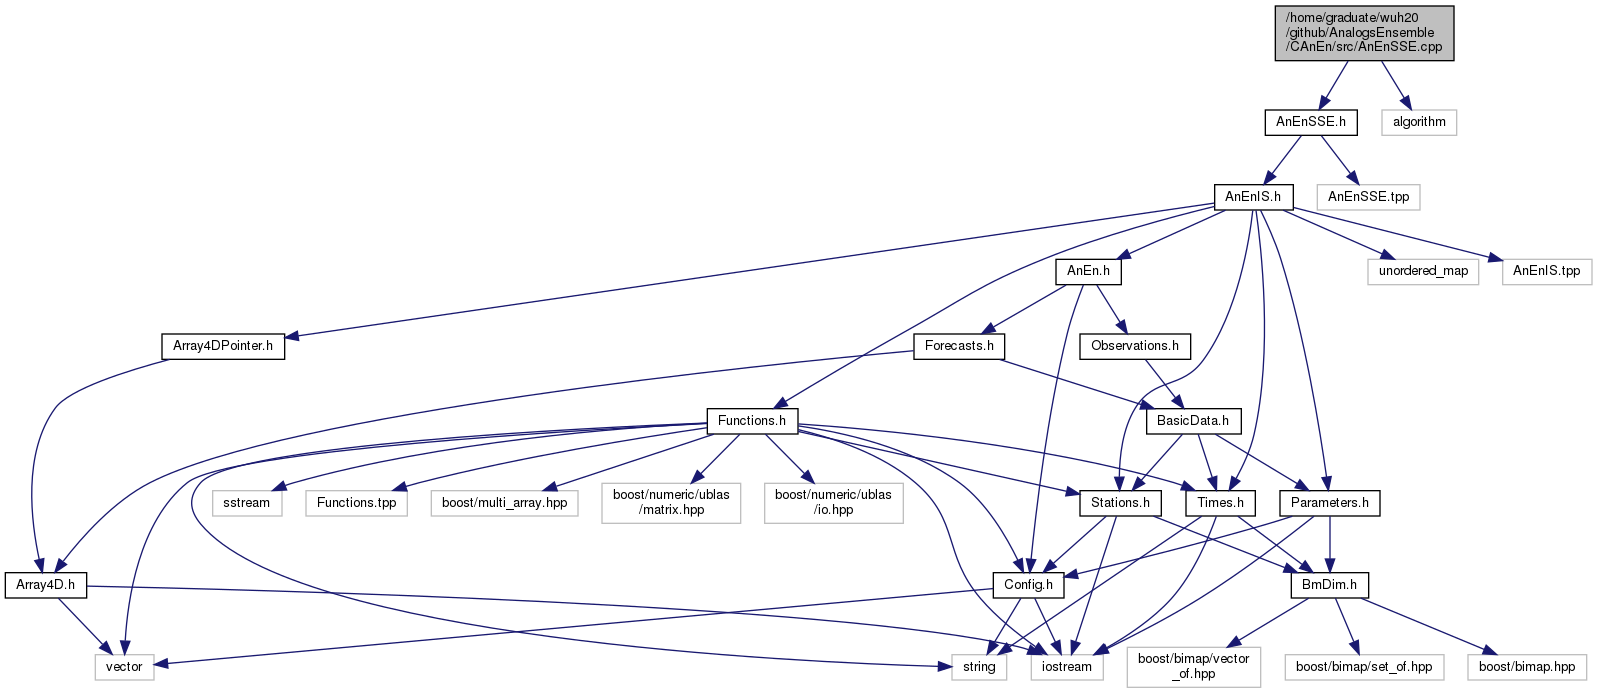 /home/graduate/wuh20
/github/AnalogsEnsemble
/CAnEn/src/AnEnSSE.cpp
AnEnSSE.h
algorithm
AnEnIS.h
AnEnSSE.tpp
AnEn.h
unordered_map
AnEnIS.tpp
Array4DPointer.h
Forecasts.h
Observations.h
Functions.h
BasicData.h
sstream
Functions.tpp
boost/multi_array.hpp
boost/numeric/ublas
/matrix.hpp
boost/numeric/ublas
/io.hpp
Stations.h
Times.h
Parameters.h
Array4D.h
Config.h
BmDim.h
vector
string
iostream
boost/bimap/vector
_of.hpp
boost/bimap/set_of.hpp
boost/bimap.hpp